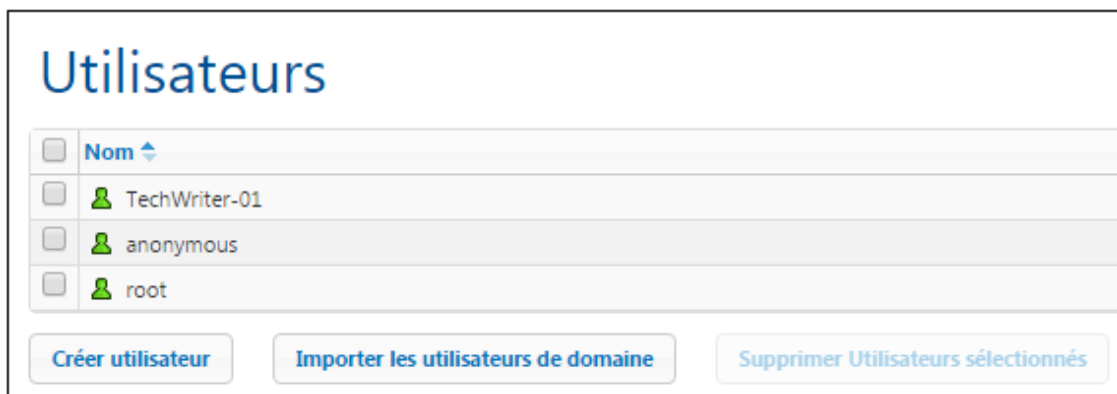 Utilisateurs
Nom
TechWriter-01
anonymous
root
Créer utilisateur
Importer les utilisateurs de domaine
Supprimer Utilisateurs sélectionnés